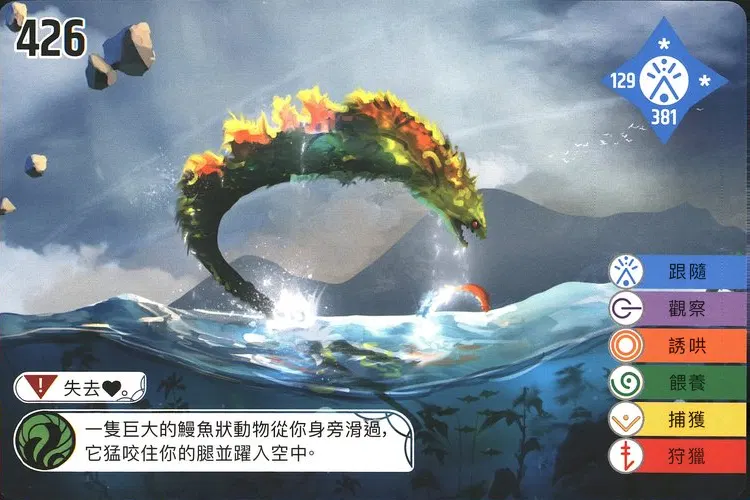 426
*
129 *
381
跟隨
觀察
誘哄
餵養
捕獲
狩獵
! 失去♥。
一隻巨大的鰻魚狀動物從你身旁滑過,
它猛咬住你的腿並躍入空中。